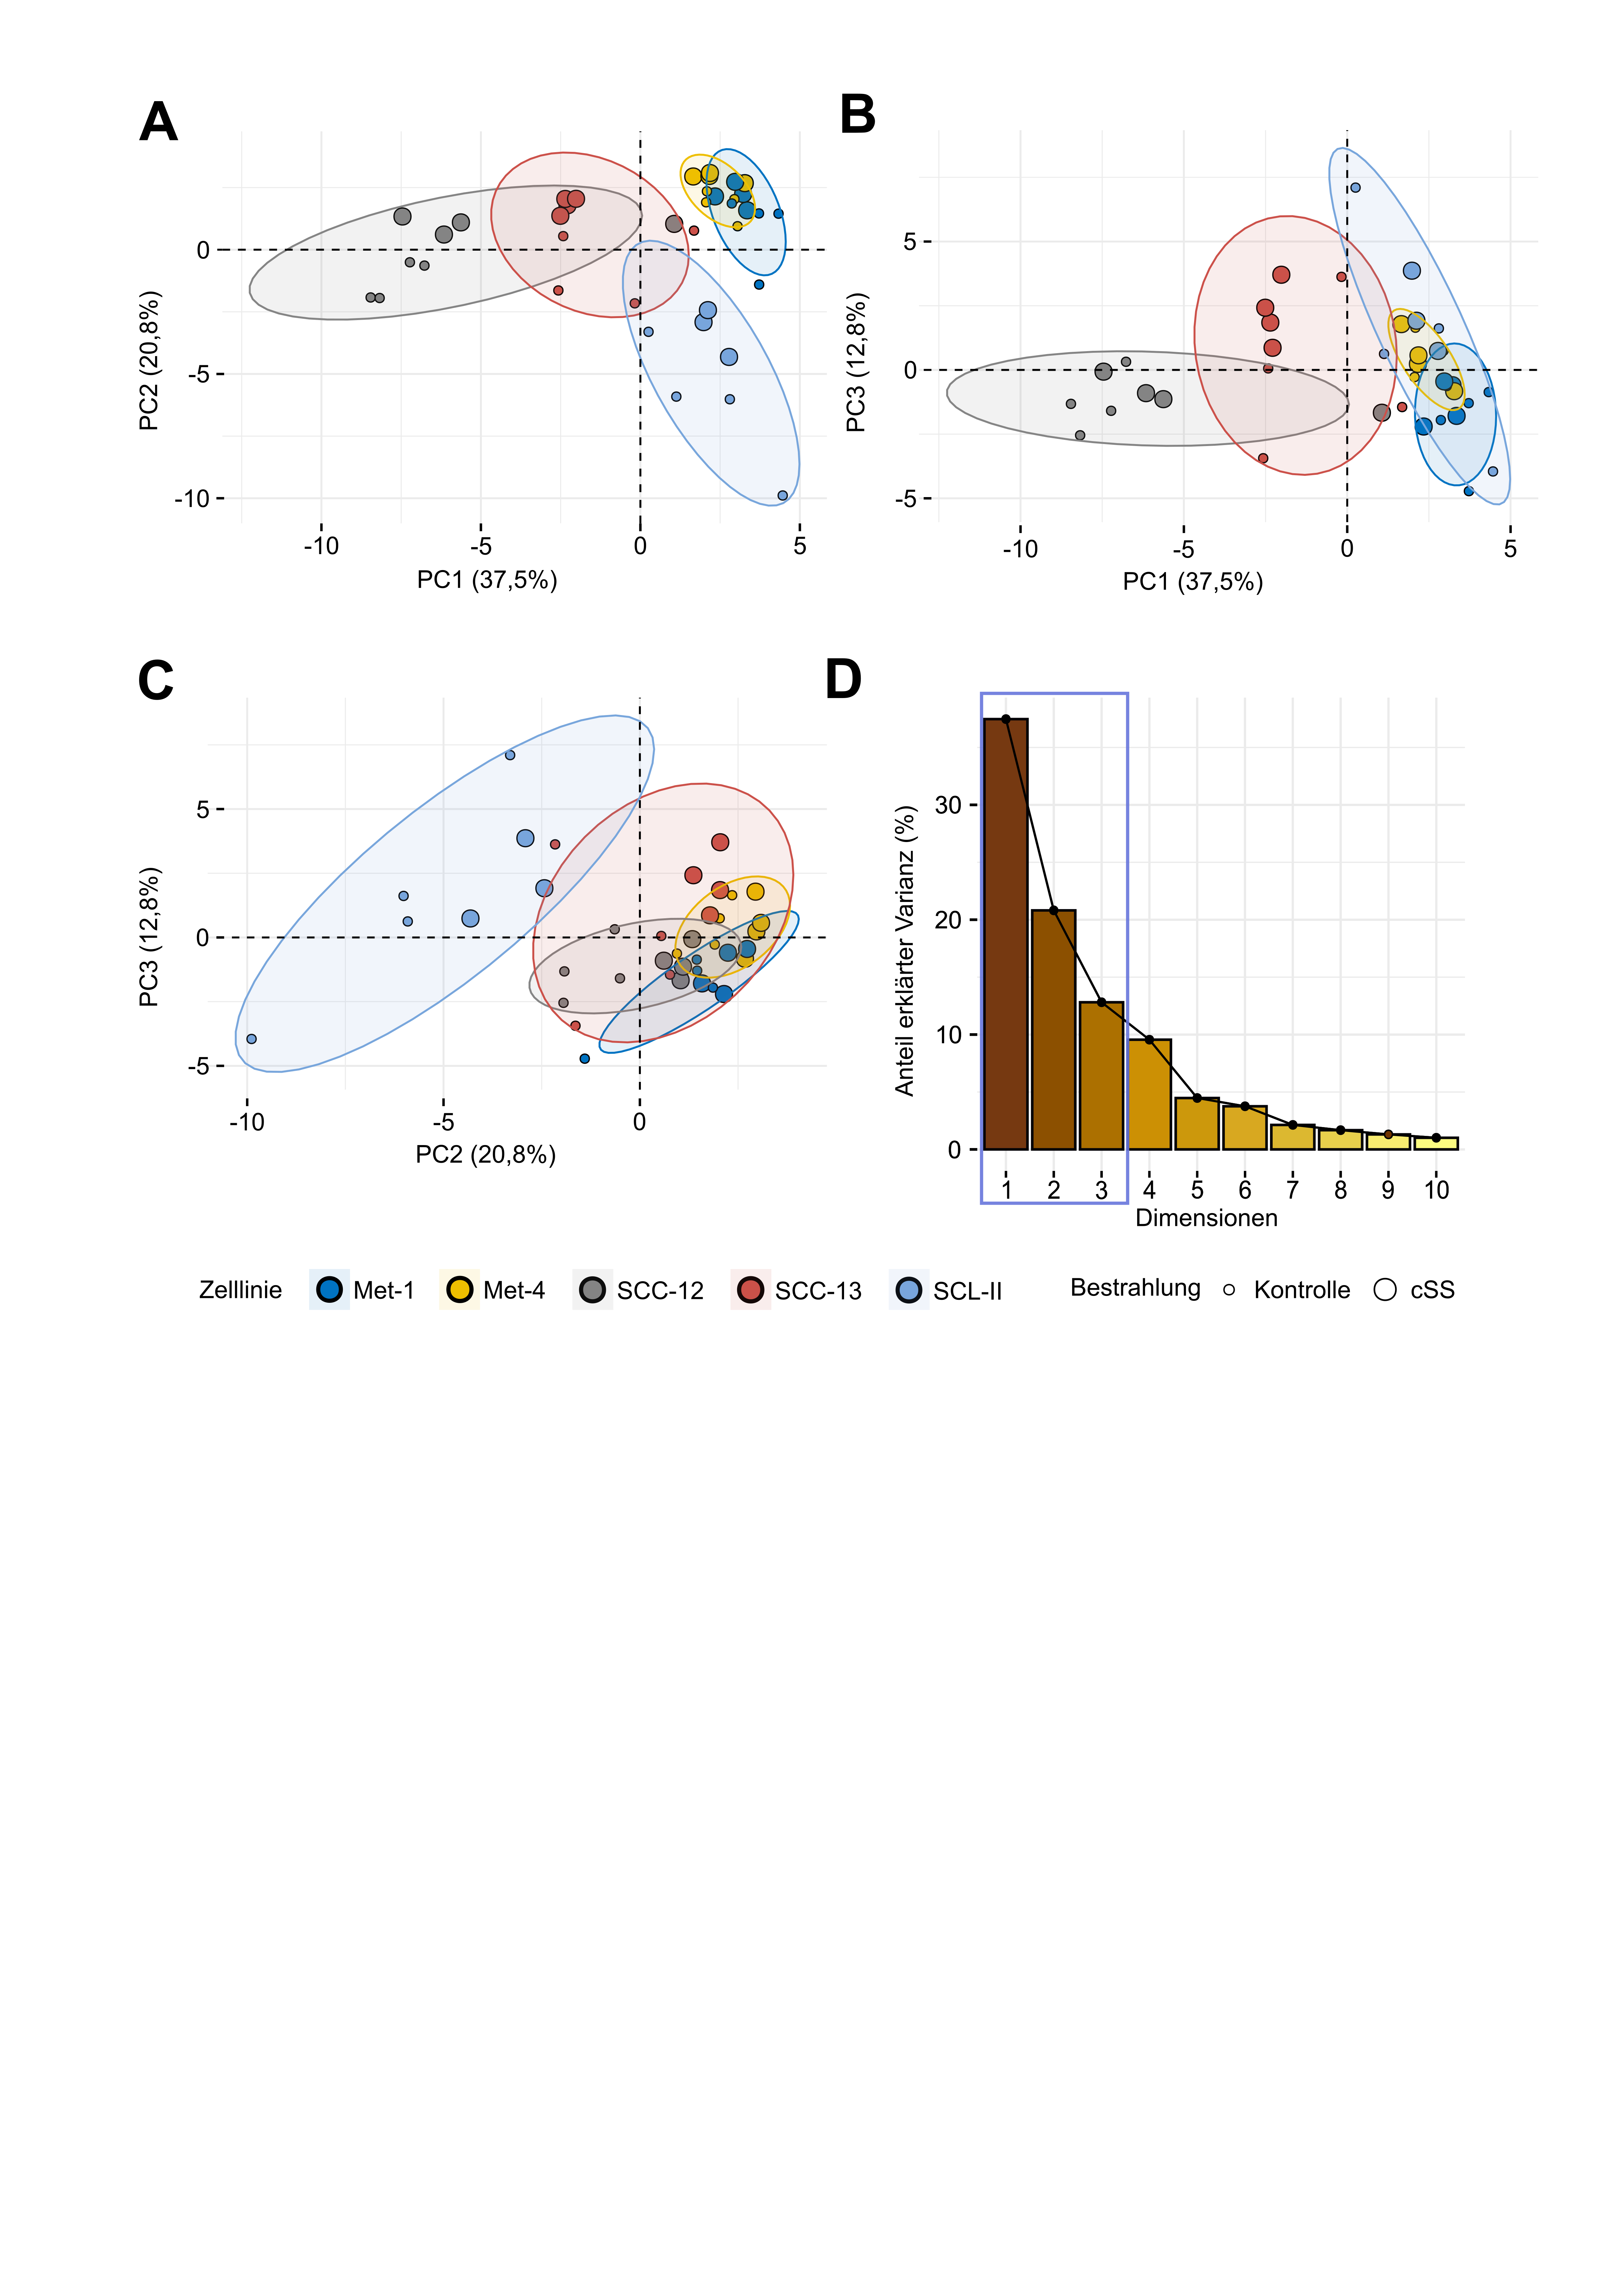 A
0
-5
-10
PC2 (20,8%)
-10
-5
0
5
PC1 (37,5%)
B
5
0
-5
PC3 (12,8%)
-10
-5
0
5
PC1 (37,5%)
C
5
0
-5
PC3 (12,8%)
-10
-5
0
PC2 (20,8%)
D
30
20
10
0
Anteil erklärter Varianz (%)
1 2 3 4 5 6 7 8 9 10
Dimensionen
Zelllinie Met-1 Met-4 SCC-12 SCC-13 SCL-II Bestrahlung Kontrolle cSS